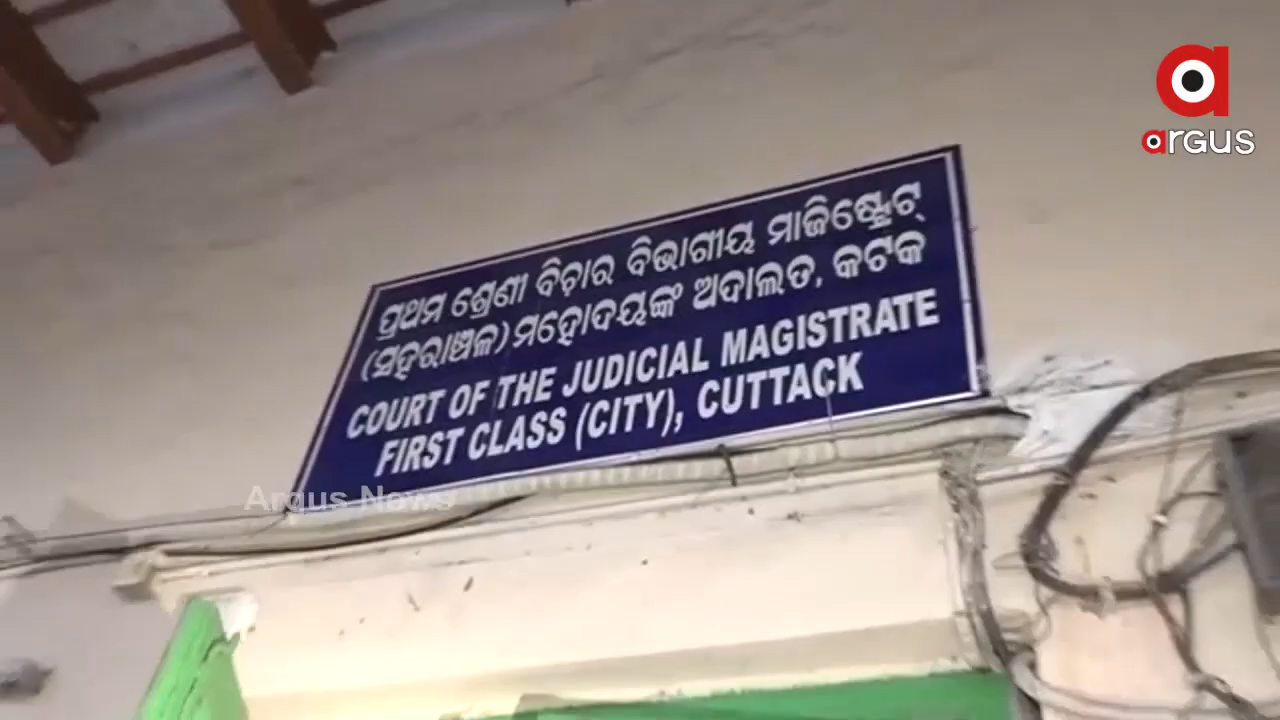 argus
ପ୍ରଥମ ଶ୍ରେଣୀ ବିଚାର ବିଭାଗୀୟ ମାଜିଷ୍ଟ୍ରେଟ୍
(ସହରାଞ୍ଚଳ) ମହୋଦୟଙ୍କ ଅଦାଲତ, କଟକ
COURT OF THE JUDICIAL MAGISTRATE
FIRST CLASS (CITY), CUTTACK
Argus News